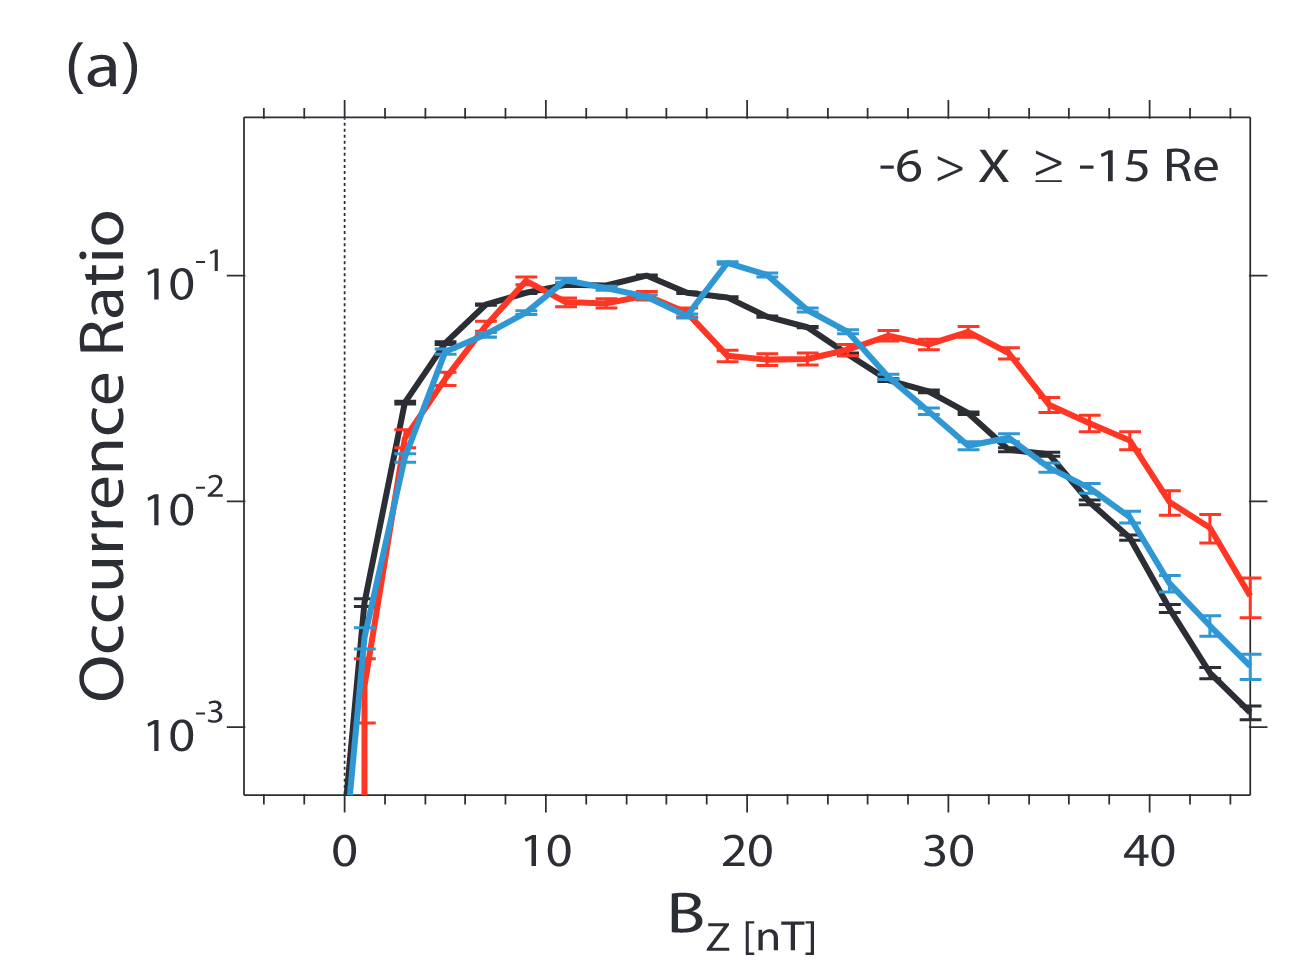 (a)
-6 > X ≥ -15 Re
Occurrence Ratio
10^-1
10^-2
10^-3
0 10 20 30 40
B_Z [nT]